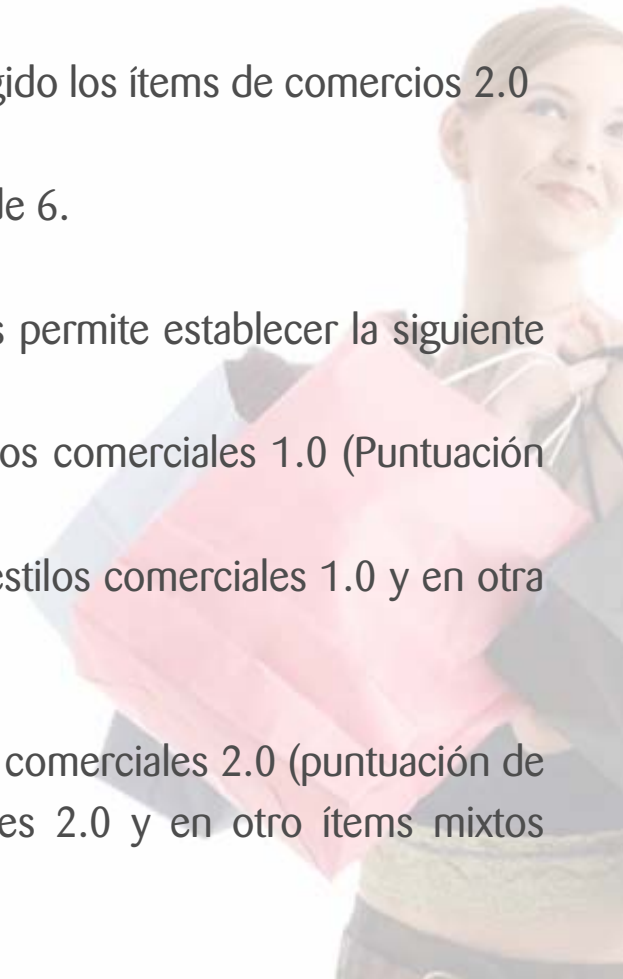 gido los ítems de comercios 2.0
de 6.
s permite establecer la siguiente
os comerciales 1.0 (Puntuación
estilos comerciales 1.0 y en otra
comerciales 2.0 (puntuación de
es 2.0 y en otro ítems mixtos